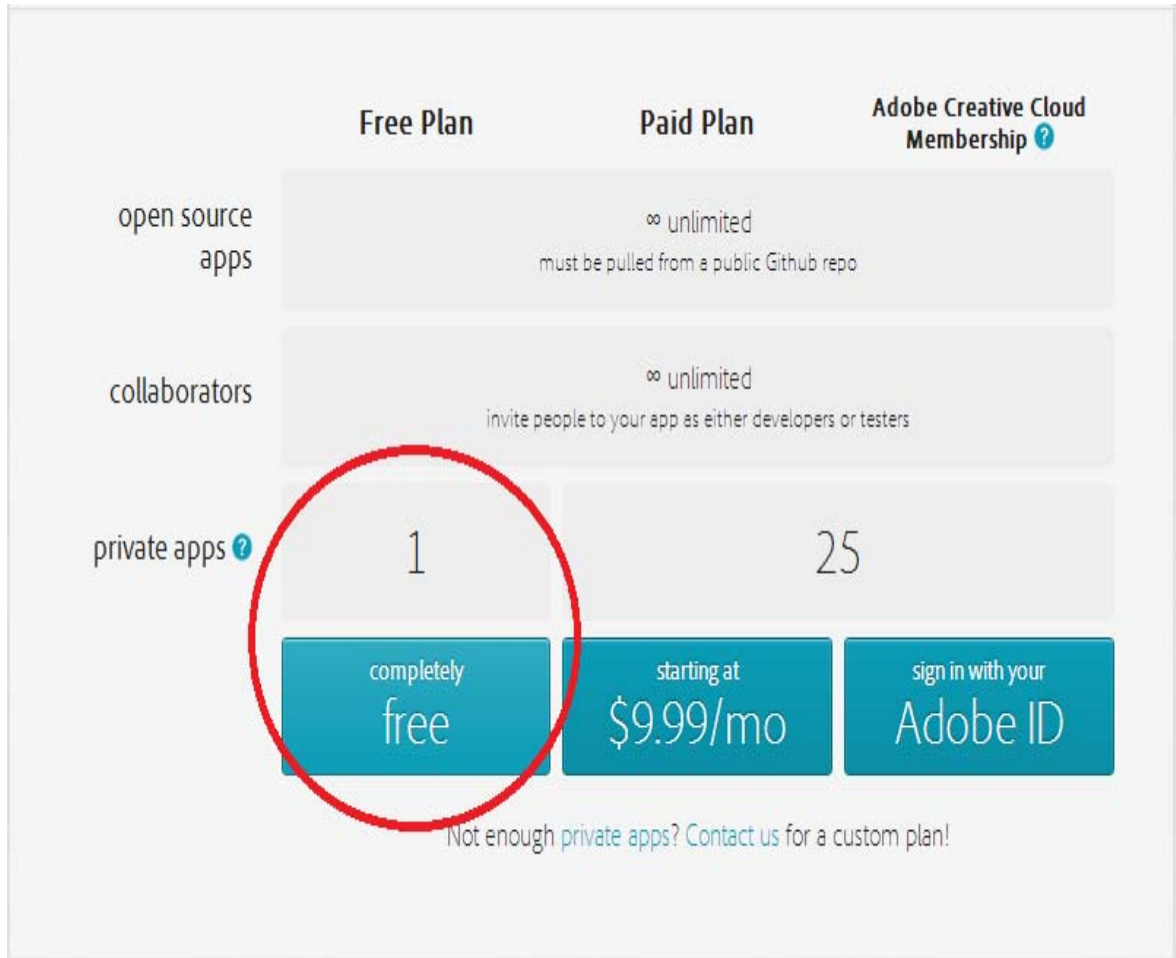 Free Plan
Paid Plan
Adobe Creative Cloud
Membership ?
open source
apps
∞ unlimited
must be pulled from a public Github repo
collaborators
∞ unlimited
invite people to your app as either developers or testers
private apps ?
1
25
completely
free
starting at
$9.99/mo
sign in with your
Adobe ID
Not enough private apps? Contact us for a custom plan!